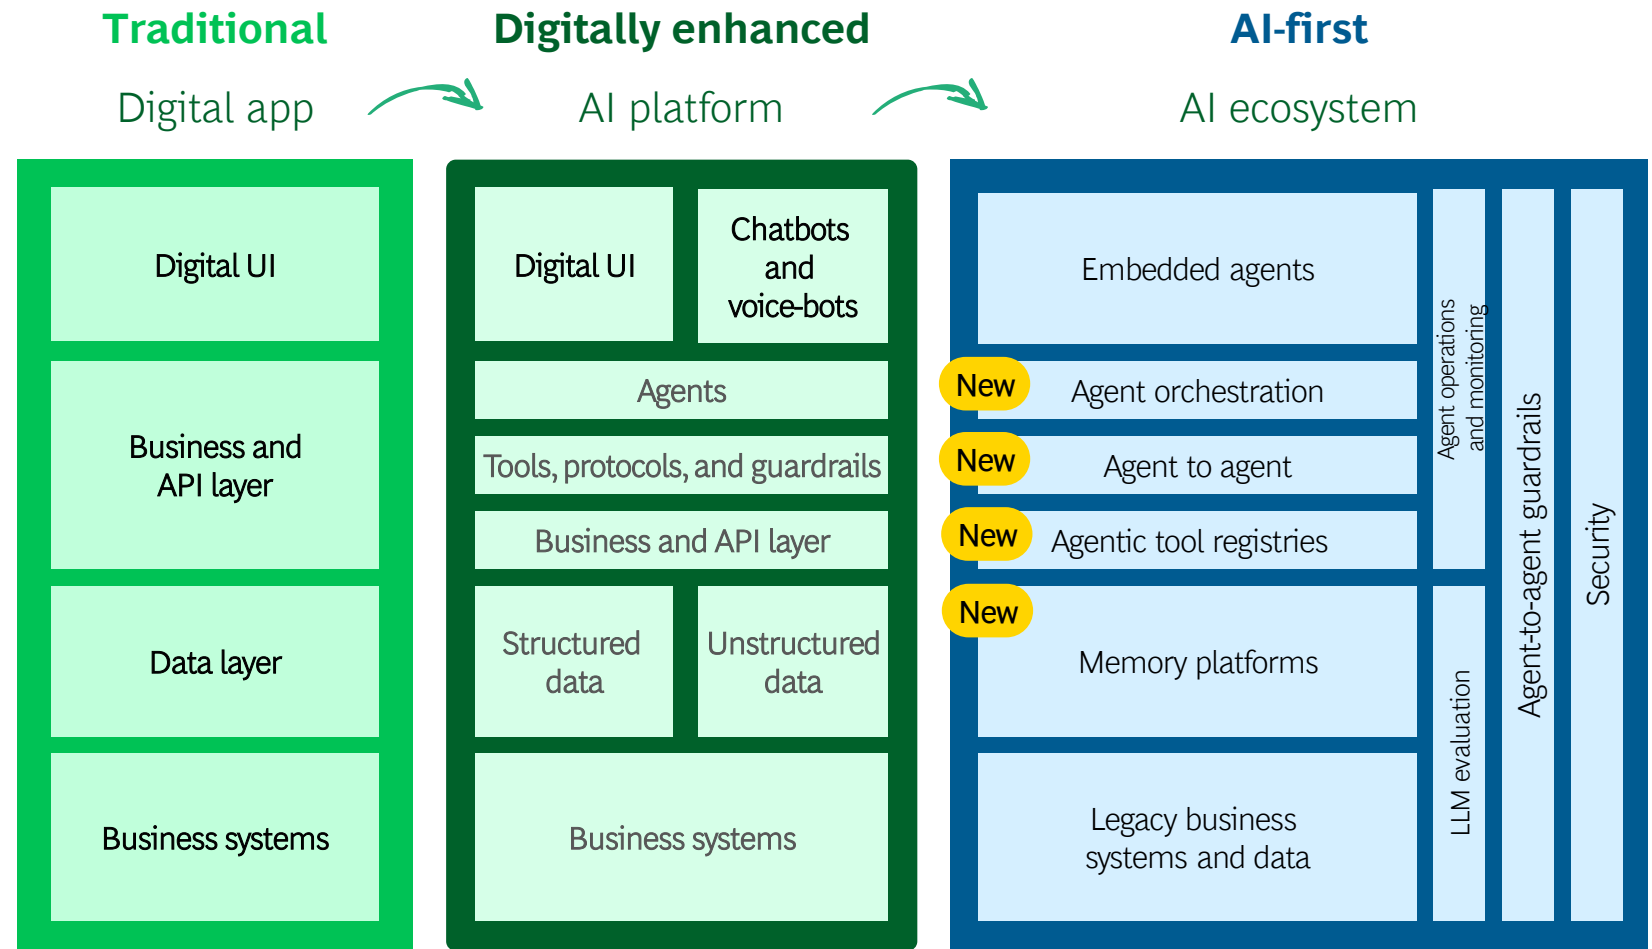 Traditional
Digital app
Digital UI
Business and
API layer
Data layer
Business systems
Digitally enhanced
AI platform
Digital UI
Chatbots
and
voice-bots
Agents
Tools, protocols, and guardrails
Business and API layer
Structured
data
Unstructured
data
Business systems
AI-first
AI ecosystem
Embedded agents
New
Agent orchestration
New
Agent to agent
New
Agentic tool registries
New
Memory platforms
Legacy business
systems and data
Agent operations
and monitoring
LLM evaluation
Agent-to-agent guardrails
Security